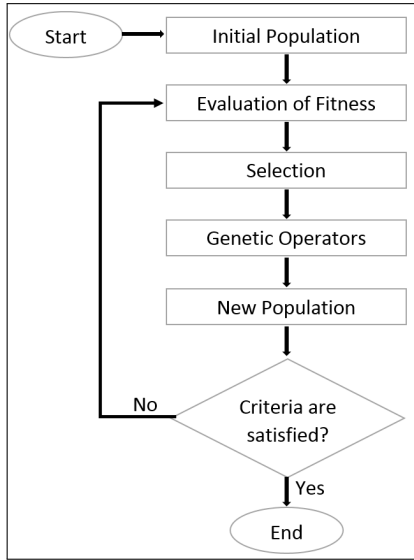 Start
Initial Population
Evaluation of Fitness
Selection
Genetic Operators
New Population
Criteria are
satisfied?
No
Yes
End